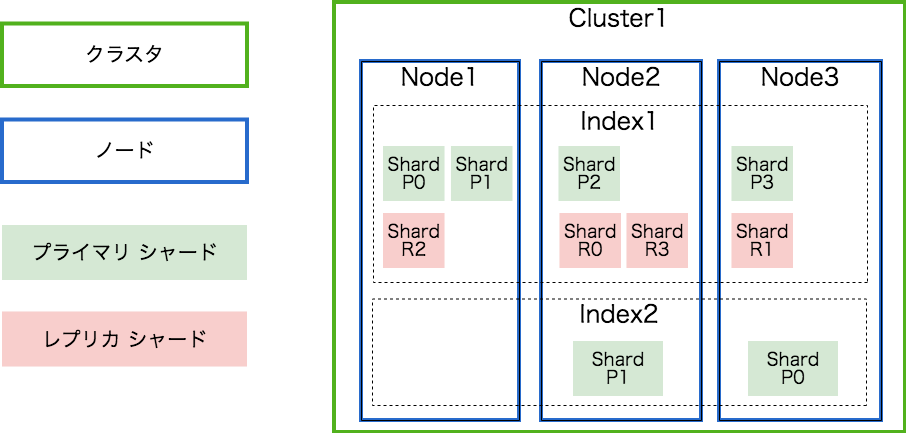 クラスタ
ノード
プライマリ シャード
レプリカ シャード
Cluster1
Node1
Node2
Node3
Index1
Shard
P0
Shard
P1
Shard
P2
Shard
P3
Shard
R2
Shard
R0
Shard
R3
Shard
R1
Index2
Shard
P1
Shard
P0